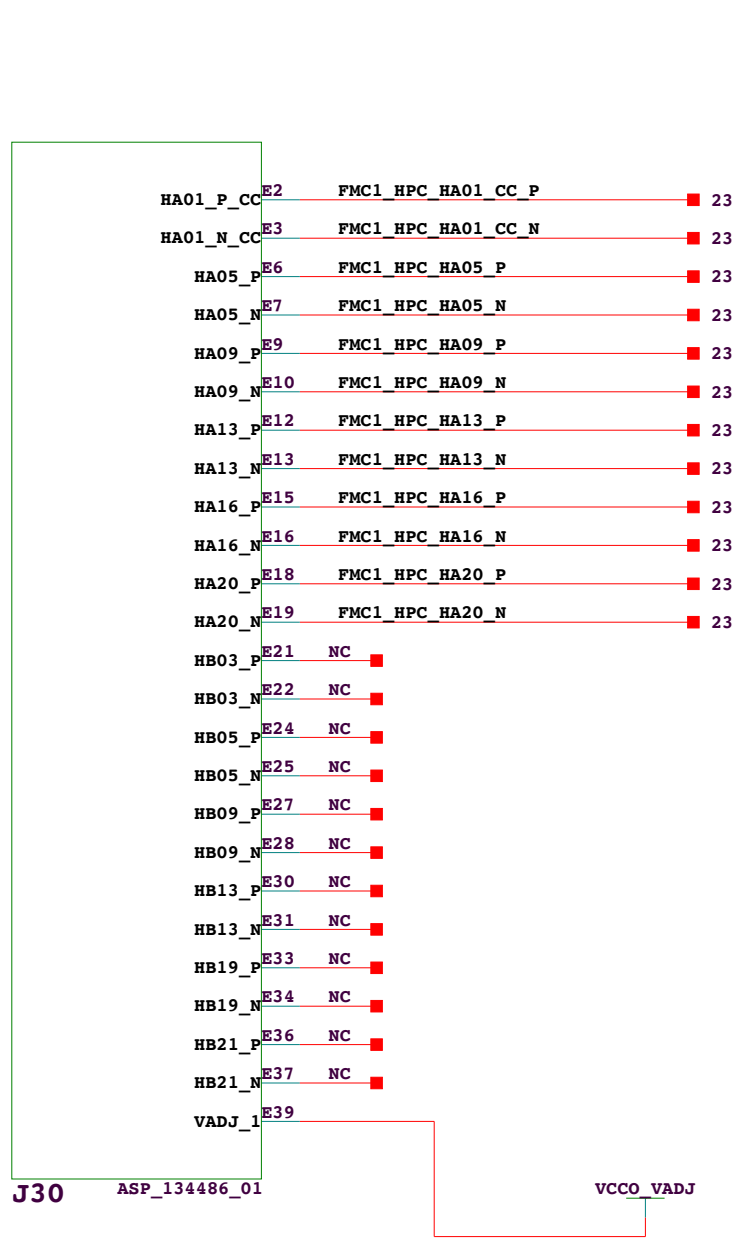 HA01_P_CC E2 FMC1_HPC_HA01_CC_P 23
HA01_N_CC E3 FMC1_HPC_HA01_CC_N 23
HA05_P E6 FMC1_HPC_HA05_P 23
HA05_N E7 FMC1_HPC_HA05_N 23
HA09_P E9 FMC1_HPC_HA09_P 23
HA09_N E10 FMC1_HPC_HA09_N 23
HA13_P E12 FMC1_HPC_HA13_P 23
HA13_N E13 FMC1_HPC_HA13_N 23
HA16_P E15 FMC1_HPC_HA16_P 23
HA16_N E16 FMC1_HPC_HA16_N 23
HA20_P E18 FMC1_HPC_HA20_P 23
HA20_N E19 FMC1_HPC_HA20_N 23
HB03_P E21 NC
HB03_N E22 NC
HB05_P E24 NC
HB05_N E25 NC
HB09_P E27 NC
HB09_N E28 NC
HB13_P E30 NC
HB13_N E31 NC
HB19_P E33 NC
HB19_N E34 NC
HB21_P E36 NC
HB21_N E37 NC
VADJ_1 E39
J30 ASP_134486_01 VCCO_VADJ